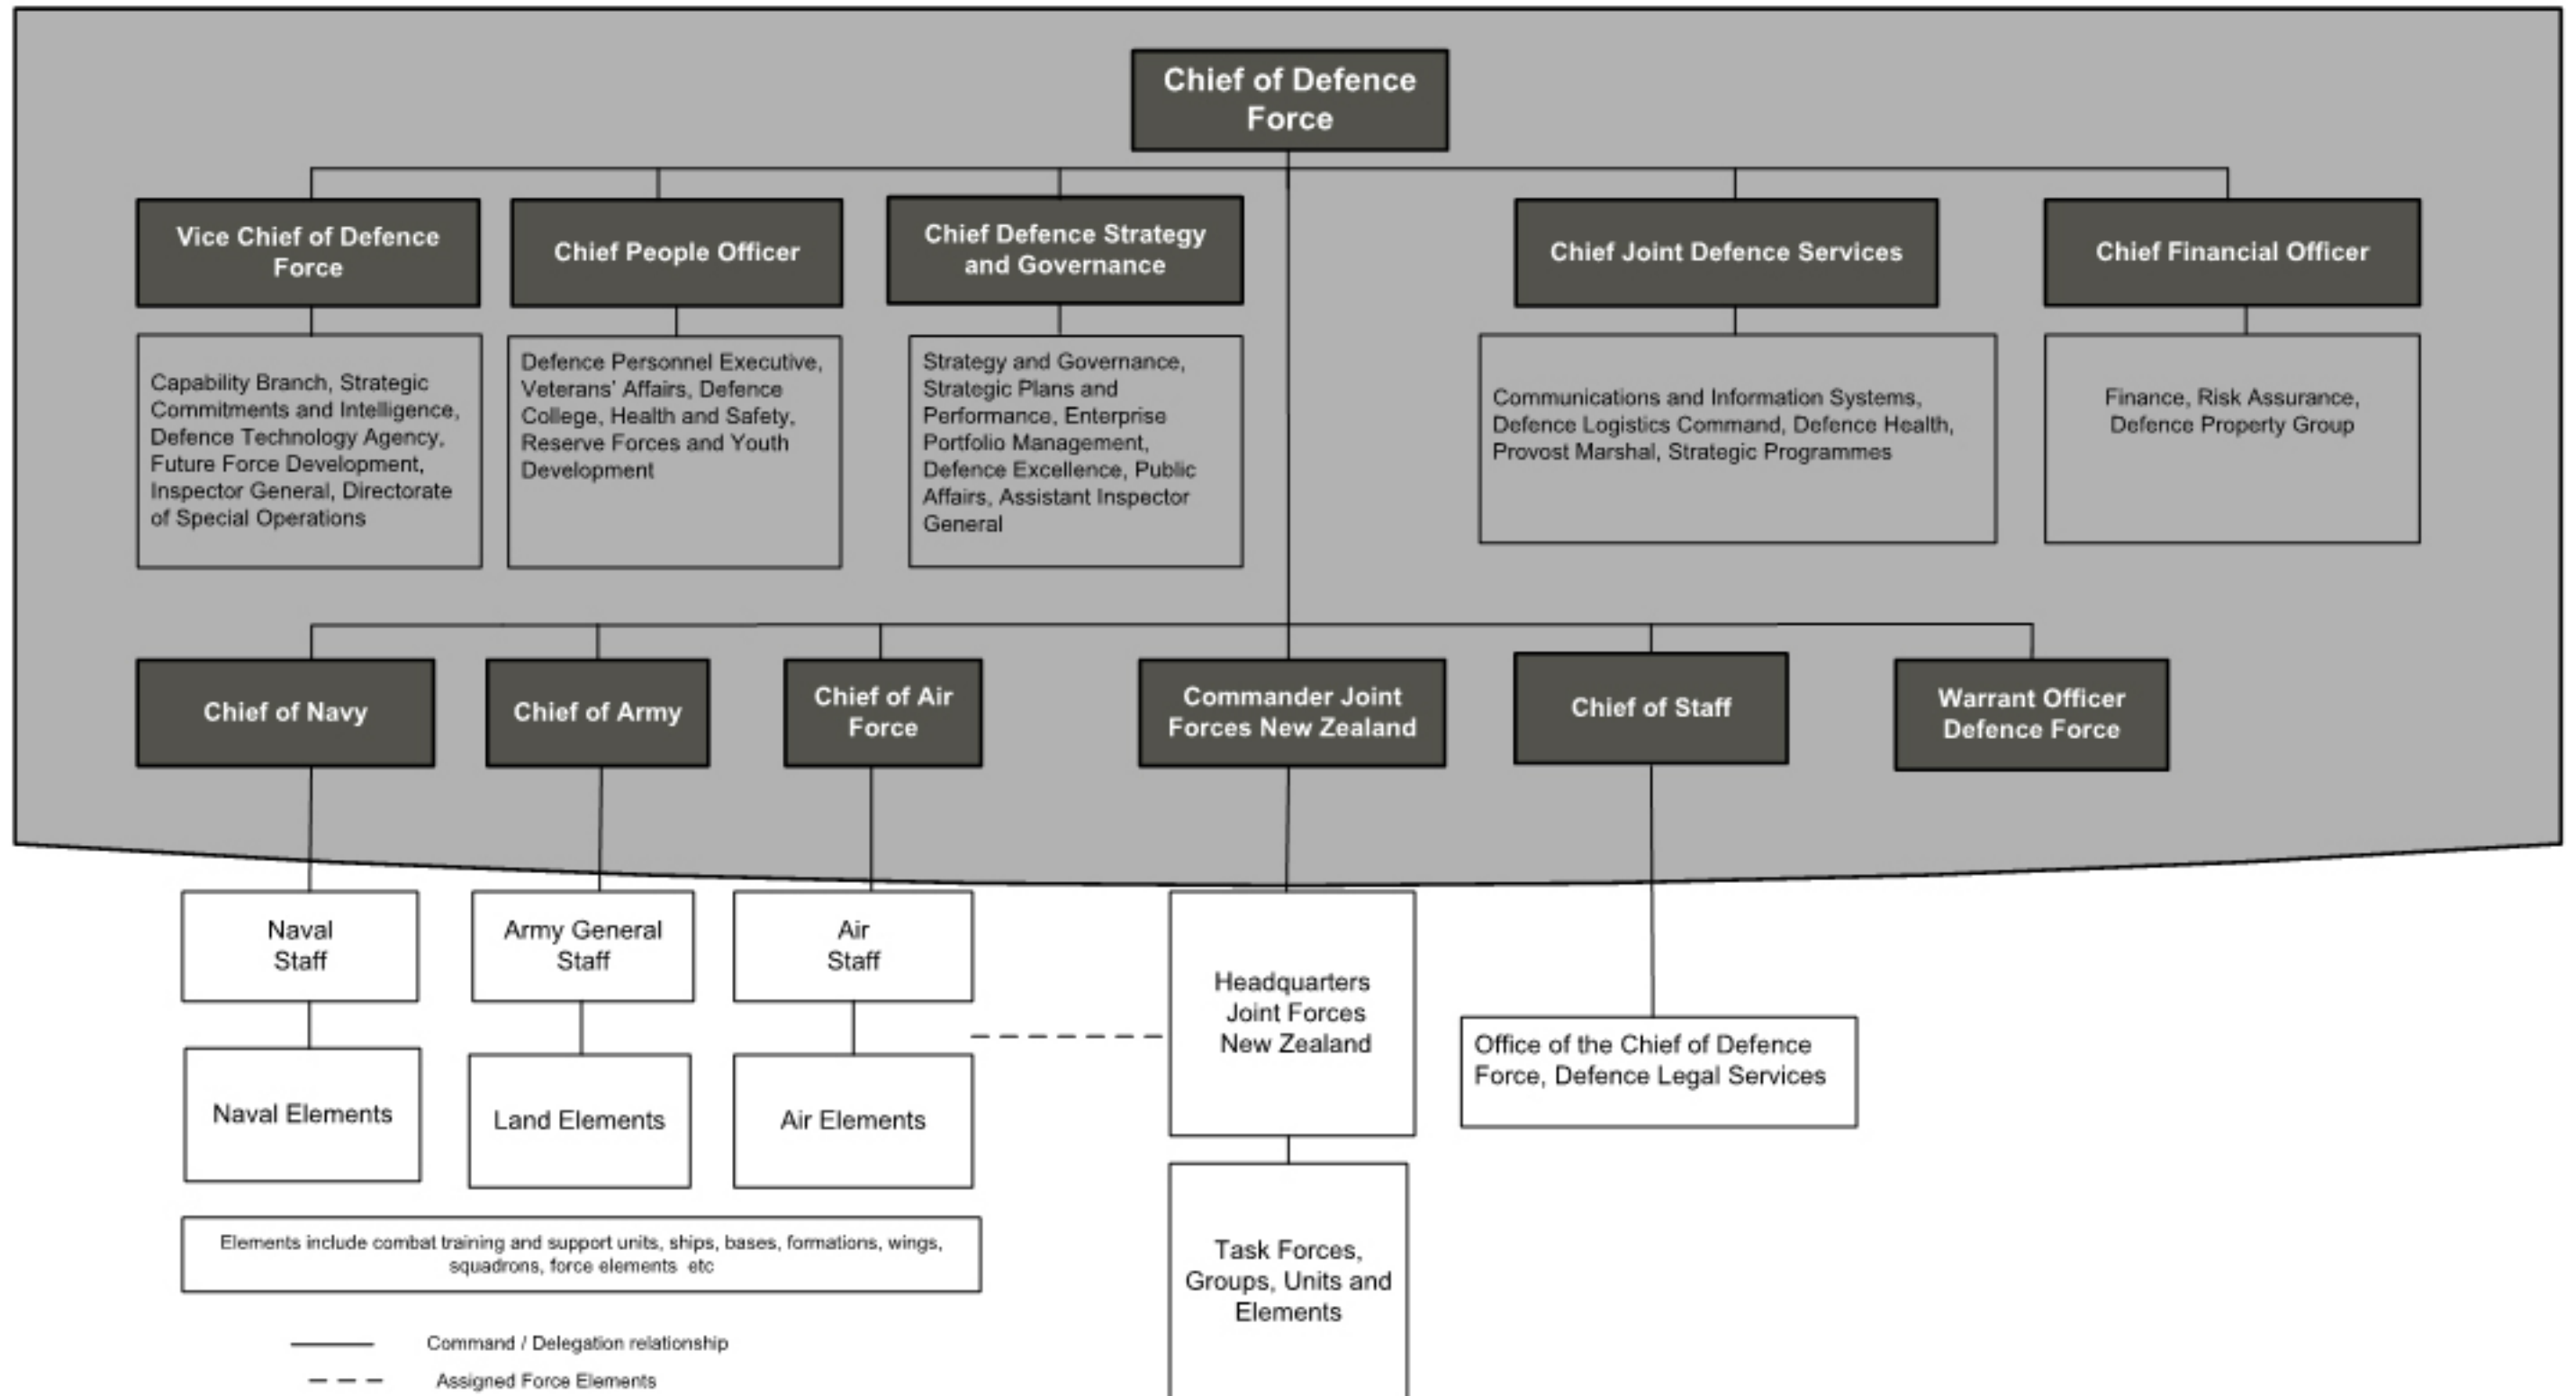 Chief of Defence
Force
Vice Chief of Defence
Force
Chief People Officer
Chief Defence Strategy
and Governance
Chief Joint Defence Services
Chief Financial Officer
Capability Branch, Strategic
Commitments and Intelligence,
Defence Technology Agency,
Future Force Development,
Inspector General, Directorate
of Special Operations
Defence Personnel Executive,
Veterans' Affairs, Defence
College, Health and Safety,
Reserve Forces and Youth
Development
Strategy and Governance,
Strategic Plans and
Performance, Enterprise
Portfolio Management,
Defence Excellence, Public
Affairs, Assistant Inspector
General
Communications and Information Systems,
Defence Logistics Command, Defence Health,
Provost Marshal, Strategic Programmes
Finance, Risk Assurance,
Defence Property Group
Chief of Navy
Chief of Army
Chief of Air
Force
Commander Joint
Forces New Zealand
Chief of Staff
Warrant Officer
Defence Force
Naval
Staff
Army General
Staff
Air
Staff
Headquarters
Joint Forces
New Zealand
Office of the Chief of Defence
Force, Defence Legal Services
Naval Elements
Land Elements
Air Elements
Elements include combat training and support units, ships, bases, formations, wings,
squadrons, force elements etc
Task Forces,
Groups, Units and
Elements
Command / Delegation relationship
Assigned Force Elements